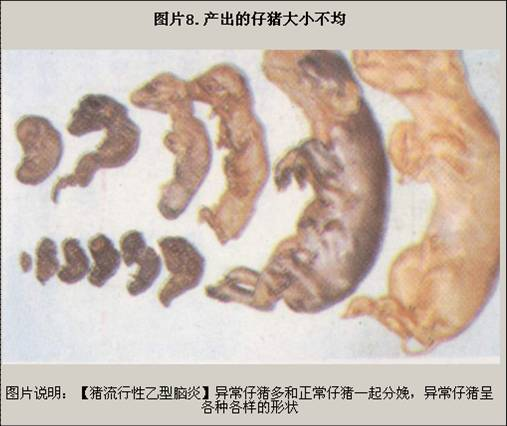 图片8.产出的仔猪大小不均
图片说明：【猪流行性乙型脑炎】异常仔猪多和正常仔猪一起分娩，异常仔猪呈
各种各样的形状